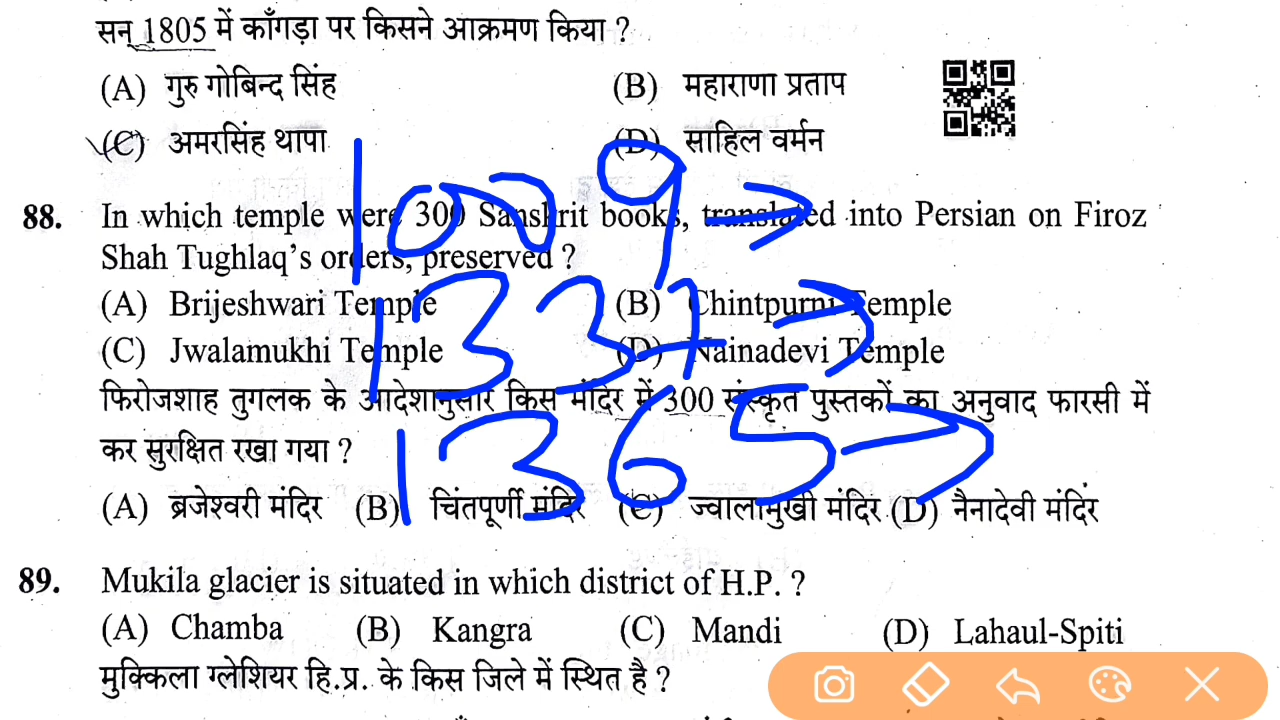 सन् 1805 में काँगड़ा पर किसने आक्रमण किया ?
(A) गुरु गोबिन्द सिंह (B) महाराणा प्रताप
(C) अमरसिंह थापा (D) साहिल वर्मन
1009 →
88. In which temple were 300 Sanskrit books, translated into Persian on Firoz
Shah Tughlaq's orders, preserved ?
(A) Brijeshwari Temple (B) Chintpurni Temple
1337 →
(C) Jwalamukhi Temple (D) Nainadevi Temple
फिरोजशाह तुगलक के आदेशानुसार किस मंदिर में 300 संस्कृत पुस्तकों का अनुवाद फारसी में
कर सुरक्षित रखा गया ?
1365 →
(A) ब्रजेश्वरी मंदिर (B) चिंतपूर्णी मंदिर (C) ज्वालामुखी मंदिर (D) नैनादेवी मंदिर
89. Mukila glacier is situated in which district of H.P. ?
(A) Chamba (B) Kangra (C) Mandi (D) Lahaul-Spiti
मुक्किला ग्लेशियर हि.प्र. के किस जिले में स्थित है ?